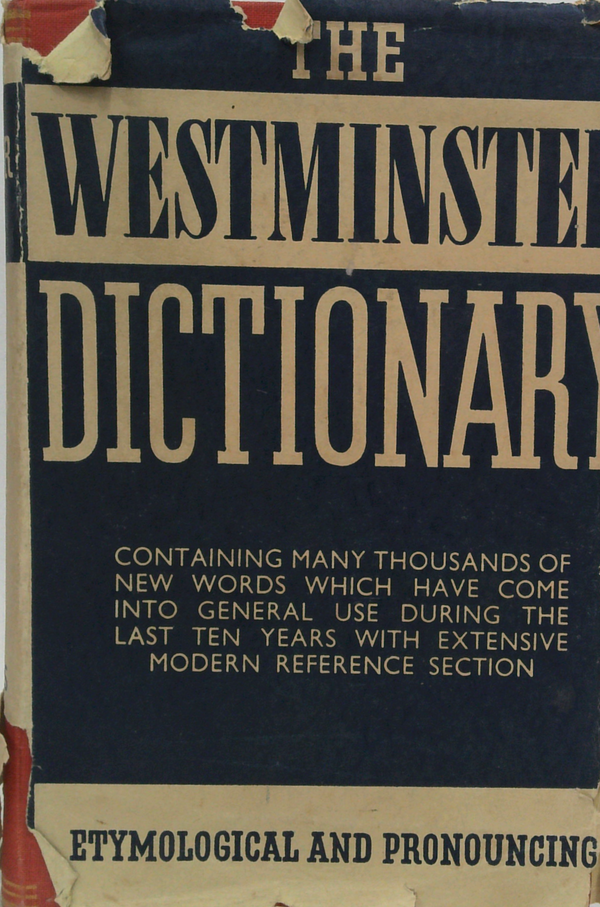 THE
WESTMINSTER
DICTIONARY
CONTAINING MANY THOUSANDS OF
NEW WORDS WHICH HAVE COME
INTO GENERAL USE DURING THE
LAST TEN YEARS WITH EXTENSIVE
MODERN REFERENCE SECTION
ETYMOLOGICAL AND PRONOUNCING